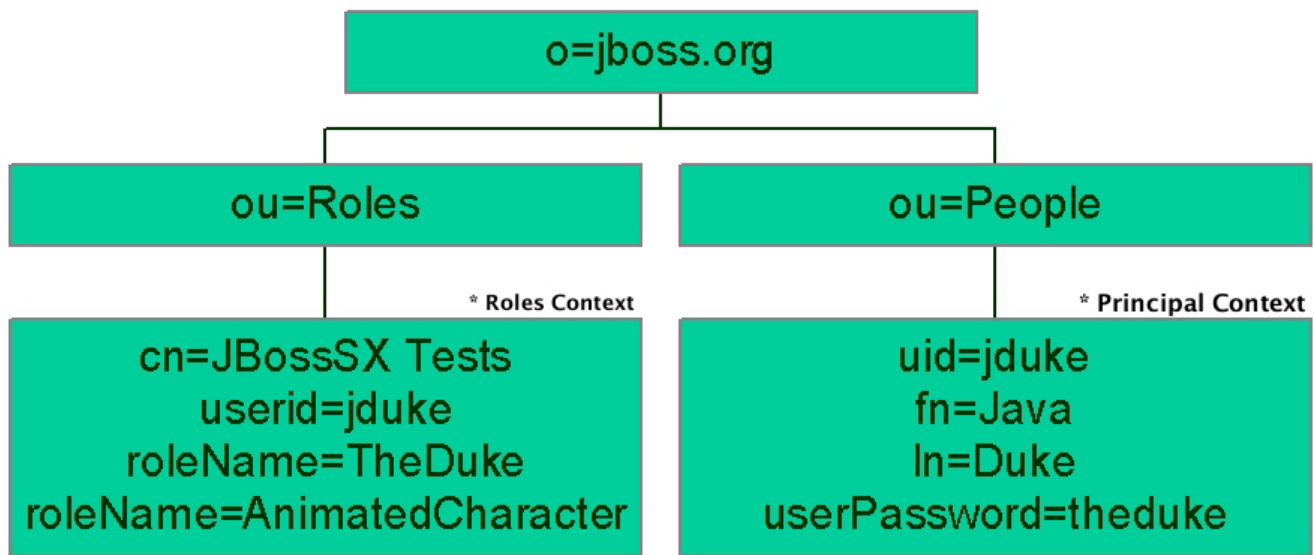 o=jboss.org
ou=Roles
ou=People
* Roles Context
cn=JBossSX Tests
userid=jduke
roleName=TheDuke
roleName=AnimatedCharacter
* Principal Context
uid=jduke
fn=Java
ln=Duke
userPassword=theduke